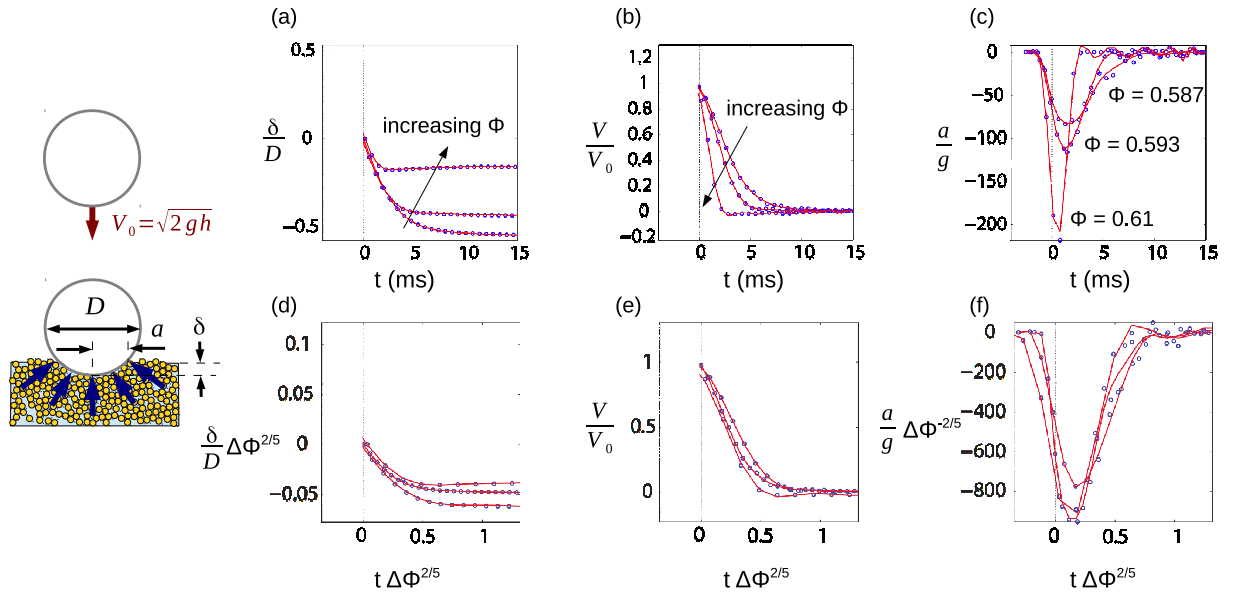 V₀=√2gh
D
a
δ
(a)
δ/D
0.5
0
−0.5
increasing Φ
0 5 10 15
t (ms)
(b)
V/V₀
1.2
1
0.8
0.6
0.4
0.2
0
−0.2
increasing Φ
0 5 10 15
t (ms)
(c)
a/g
0
−50
−100
−150
−200
Φ = 0.587
Φ = 0.593
Φ = 0.61
0 5 10 15
t (ms)
(d)
δ/D ΔΦ^2/5
0.1
0.05
0
−0.05
0 0.5 1
t ΔΦ^2/5
(e)
V/V₀
1
0
0 0.5 1
t ΔΦ^2/5
(f)
a/g ΔΦ^-2/5
0
−200
−400
−600
−800
0 0.5 1
t ΔΦ^2/5